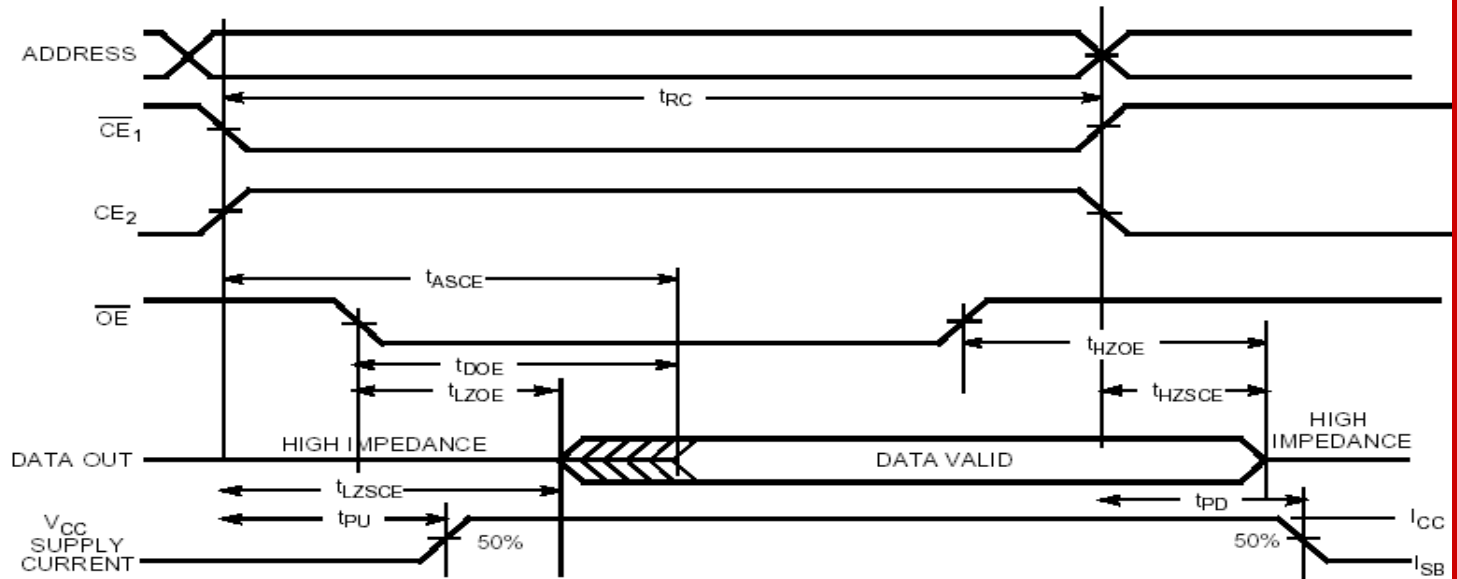 ADDRESS
tRC
CE1
CE2
tASCE
OE
tHZOE
tDOE
tLZOE
tHZSCE
HIGH IMPEDANCE
HIGH
IMPEDANCE
DATA OUT
DATA VALID
tLZSCE
tPD
tPU
VCC
SUPPLY
CURRENT
50%
50%
ICC
ISB